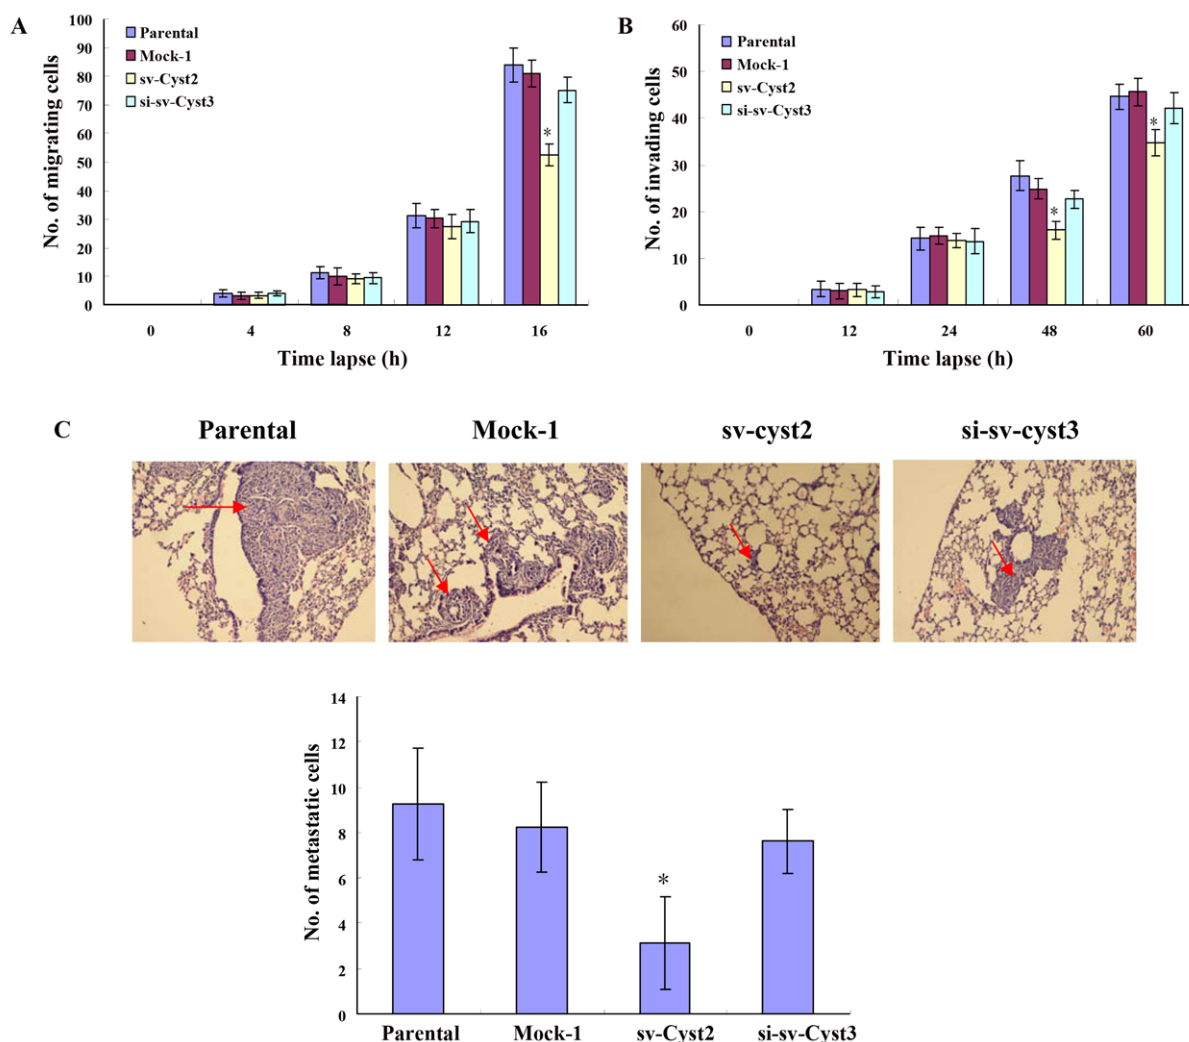 A
No. of migrating cells
100
90
80
70
60
50
40
30
20
10
0
Parental
Mock-1
sv-Cyst2
si-sv-Cyst3
*
0 4 8 12 16
Time lapse (h)
B
No. of invading cells
60
50
40
30
20
10
0
Parental
Mock-1
sv-Cyst2
si-sv-Cyst3
*
*
0 12 24 48 60
Time lapse (h)
C
Parental Mock-1 sv-cyst2 si-sv-cyst3
No. of metastatic cells
14
12
10
8
6
4
2
0
*
Parental Mock-1 sv-Cyst2 si-sv-Cyst3